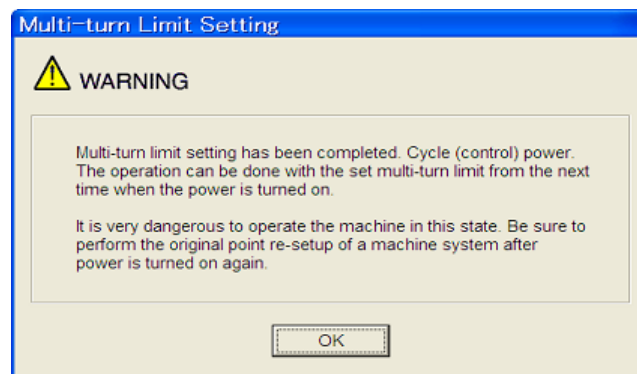 Multi-turn Limit Setting
WARNING
Multi-turn limit setting has been completed. Cycle (control) power.
The operation can be done with the set multi-turn limit from the next
time when the power is turned on.
It is very dangerous to operate the machine in this state. Be sure to
perform the original point re-setup of a machine system after
power is turned on again.
OK